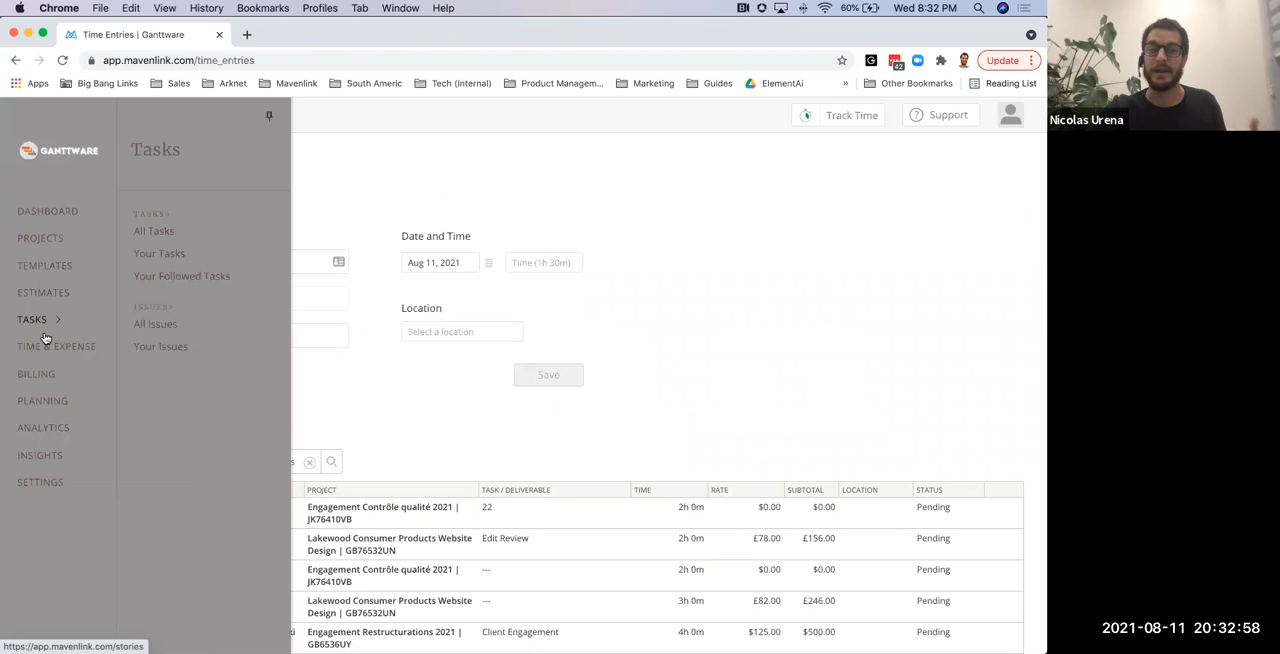 Chrome File Edit View History Bookmarks Profiles Tab Window Help 60% Wed 8:32 PM
Time Entries | Ganttware
app.mavenlink.com/time_entries 42 Update
Apps Big Bang Links Sales Arknet Mavenlink South Americ Tech (Internal) Product Managem... Marketing Guides ElementAi » Other Bookmarks Reading List
Nicolas Urena
Track Time Support
GANTTWARE
Tasks
DASHBOARD
PROJECTS
TEMPLATES
ESTIMATES
TASKS
TIME & EXPENSE
BILLING
PLANNING
ANALYTICS
INSIGHTS
SETTINGS
TASKS
All Tasks
Your Tasks
Your Followed Tasks
ISSUES
All Issues
Your Issues
Date and Time
Aug 11, 2021 Time (1h 30m)
Location
Select a location
Save
s
PROJECT TASK / DELIVERABLE TIME RATE SUBTOTAL LOCATION STATUS
Engagement Contrôle qualité 2021 | 22 2h 0m $0.00 $0.00 Pending
JK76410VB
Lakewood Consumer Products Website Edit Review 2h 0m £78.00 £156.00 Pending
Design | GB76532UN
Engagement Contrôle qualité 2021 | --- 2h 0m $0.00 $0.00 Pending
JK76410VB
Lakewood Consumer Products Website --- 3h 0m £82.00 £246.00 Pending
Design | GB76532UN
ki Engagement Restructurations 2021 | Client Engagement 4h 0m $125.00 $500.00 Pending
GB6536UY
https://app.mavenlink.com/stories
2021-08-11 20:32:58